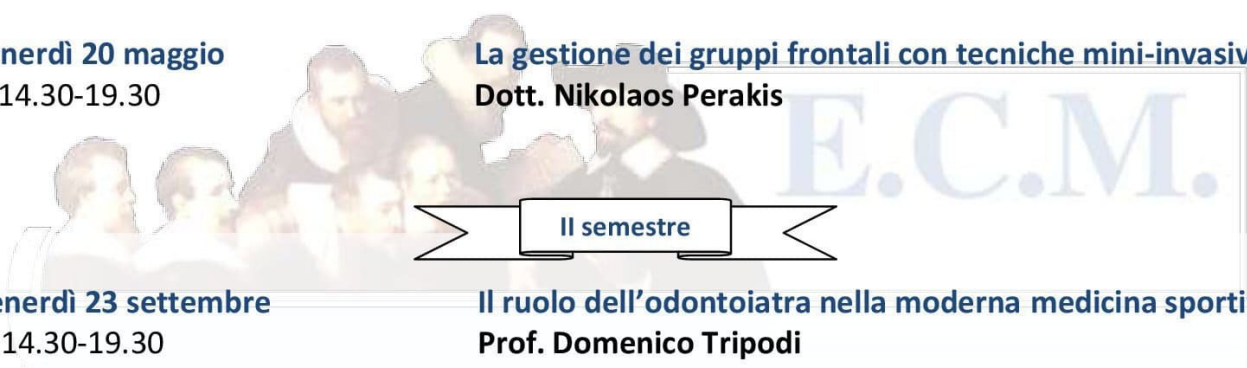 nerdì 20 maggio
La gestione dei gruppi frontali con tecniche mini-invasiv
14.30-19.30
Dott. Nikolaos Perakis
E.C.M.
II semestre
enerdì 23 settembre
Il ruolo dell’odontoiatra nella moderna medicina sporti
14.30-19.30
Prof. Domenico Tripodi